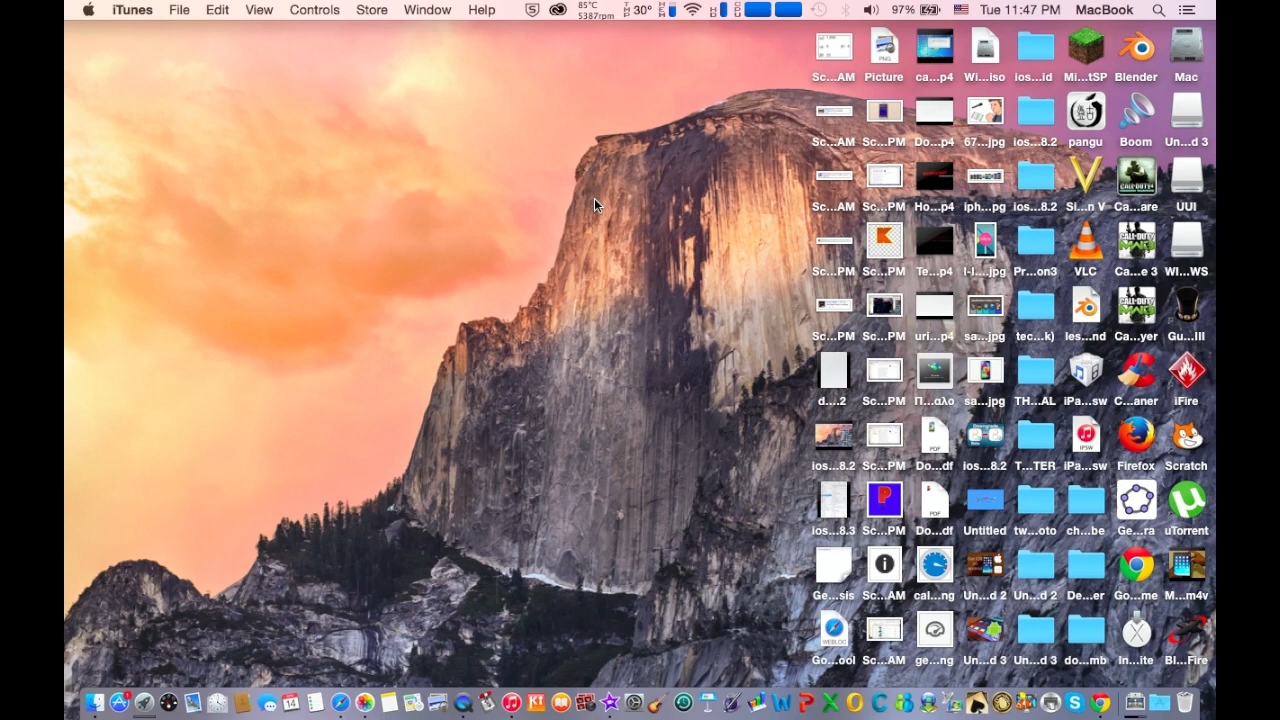 iTunes File Edit View Controls Store Window Help 85°C 5387rpm 30° 97% Tue 11:47 PM MacBook
Sc...AM Picture ca...p4 Wi...iso ios...id Mi...tSP Blender Mac
Sc...AM Sc...PM Do...p4 67...jpg ios...8.2 pangu Boom Un...d 3
Sc...AM Sc...PM Ho...p4 iph...pg ios...8.2 Si...n V Ca...are UUI
Sc...PM Sc...PM Te...p4 I-I....jpg Pr...on3 VLC Ca...e 3 WI...WS
Sc...PM Sc...PM uri...p4 sa...jpg tec...k) les...nd Ca...yer Gu...III
d....2 Sc...PM Π...αλο sa...jpg TH...AL iPa...sw C...aner iFire
ios...8.2 Sc...PM Do...df ios...8.2 T...TER iPa...sw Firefox Scratch
ios...8.3 Sc...PM Do...df Untitled tw...oto ch...be Ge...ra uTorrent
Ge...sis Sc...AM cal...ng Un...d 2 Un...d 2 De...er Go...me M...m4v
Go...ool Sc...AM ge...ng Un...d 3 Un...d 3 do...mb In...ite Bl...Fire